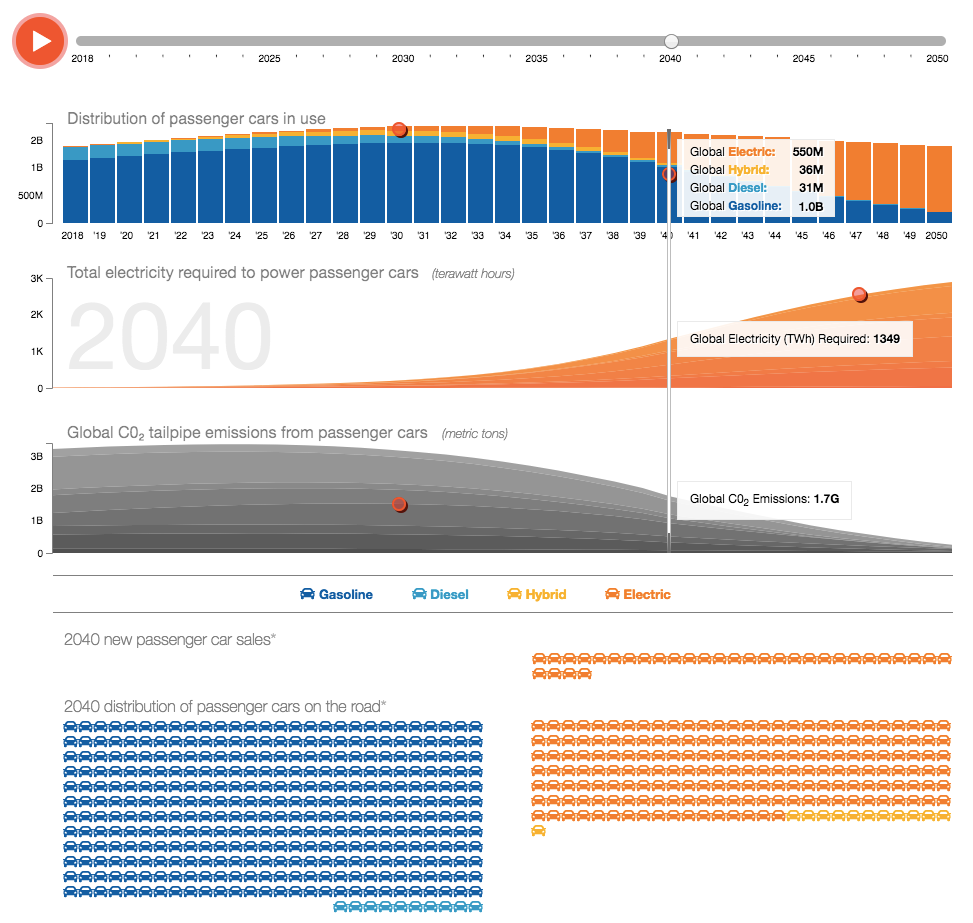 2018 2025 2030 2035 2040 2045 2050
Distribution of passenger cars in use
2B
1B
500M
0
Global Electric: 550M
Global Hybrid: 36M
Global Diesel: 31M
Global Gasoline: 1.0B
2018 '19 '20 '21 '22 '23 '24 '25 '26 '27 '28 '29 '30 '31 '32 '33 '34 '35 '36 '37 '38 '39 '40 '41 '42 '43 '44 '45 '46 '47 '48 '49 2050
Total electricity required to power passenger cars (terawatt hours)
3K
2K
1K
0
2040
Global Electricity (TWh) Required: 1349
Global C0₂ tailpipe emissions from passenger cars (metric tons)
3B
2B
1B
0
Global C0₂ Emissions: 1.7G
Gasoline Diesel Hybrid Electric
2040 new passenger car sales*
2040 distribution of passenger cars on the road*